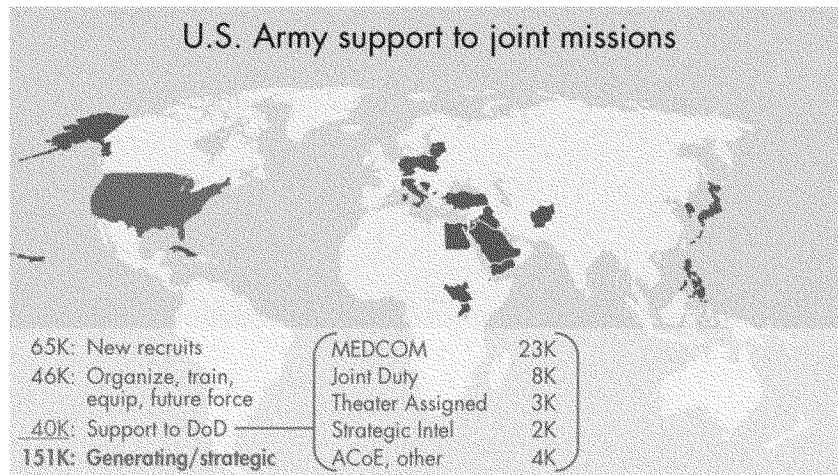 U.S. Army support to joint missions
65K: New recruits
46K: Organize, train,
equip, future force
40K: Support to DoD
151K: Generating/strategic
MEDCOM 23K
Joint Duty 8K
Theater Assigned 3K
Strategic Intel 2K
ACoE, other 4K